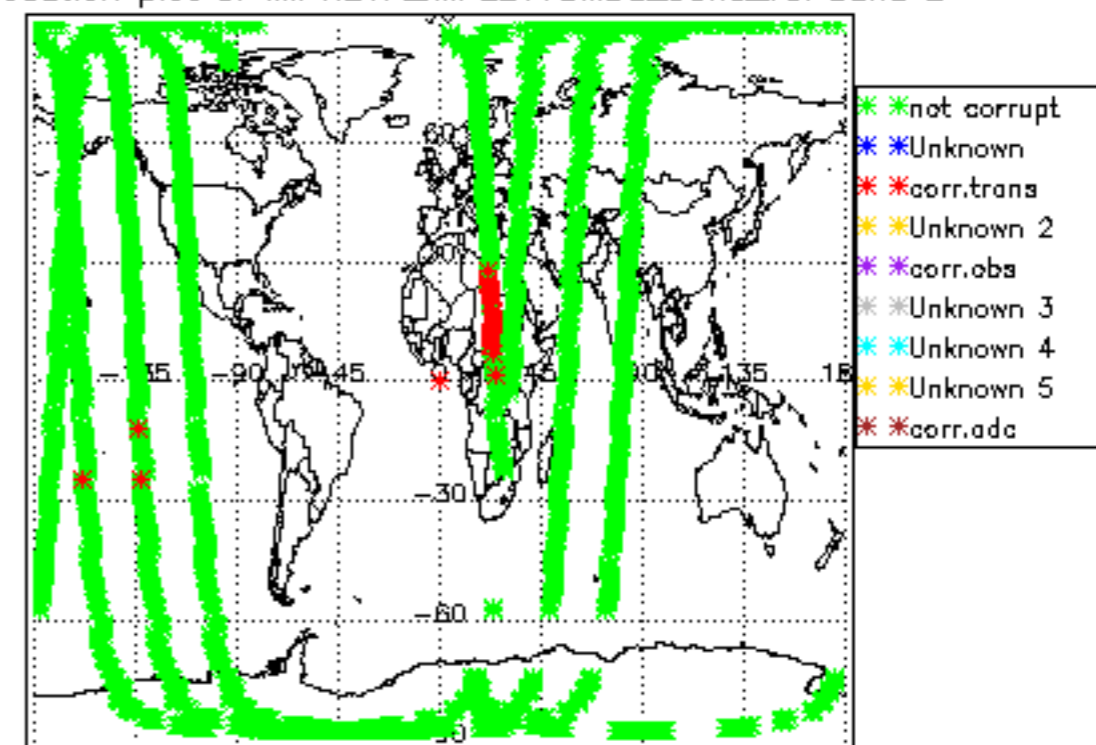 60
-135 -90 45 45 90 135
-30
-60
not corrupt
Unknown
corr.trans
Unknown 2
corr.obs
Unknown 3
Unknown 4
Unknown 5
corr.adc